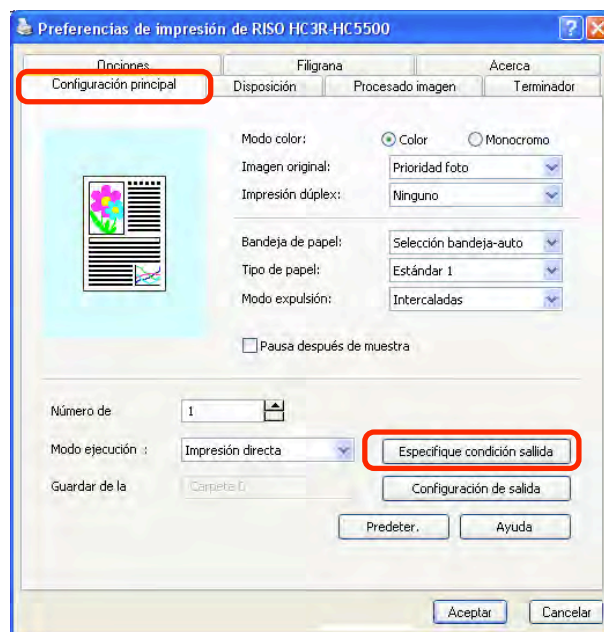 Preferencias de impresión de RISO HC3R-HC5500
Opciones Filigrana Acerca
Configuración principal Disposición Procesado imagen Terminador
Modo color: Color Monocromo
Imagen original: Prioridad foto
Impresión dúplex: Ninguno
Bandeja de papel: Selección bandeja-auto
Tipo de papel: Estándar 1
Modo expulsión: Intercaladas
Pausa después de muestra
Número de 1
Modo ejecución : Impresión directa Especifique condición sallida
Guardar de la Carpeta Configuración de salida
Predeter. Ayuda
Aceptar Cancelar